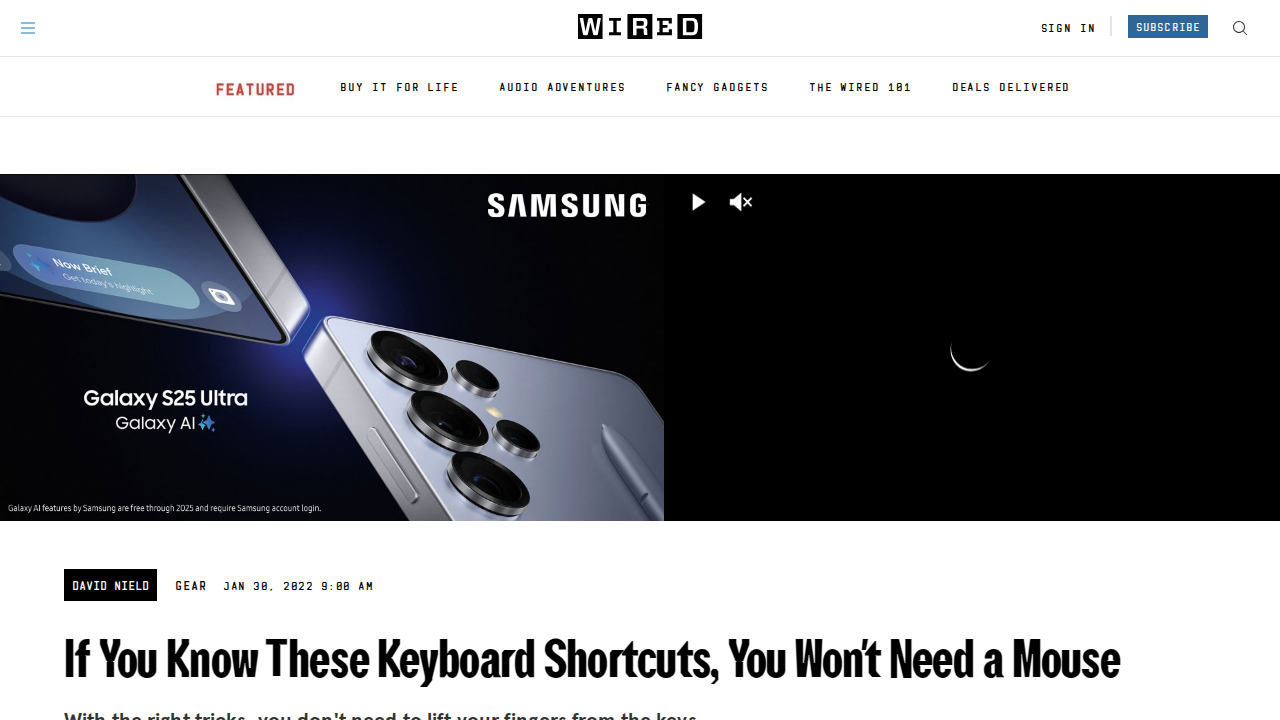 WIRED
SIGN IN
SUBSCRIBE
FEATURED
BUY IT FOR LIFE
AUDIO ADVENTURES
FANCY GADGETS
THE WIRED 101
DEALS DELIVERED
SAMSUNG
Now Brief
Get today's highlight
Galaxy S25 Ultra
Galaxy AI
Galaxy AI features by Samsung are free through 2025 and require Samsung account login.
DAVID NIELD GEAR JAN 30, 2022 9:00 AM
If You Know These Keyboard Shortcuts, You Won't Need a Mouse
With the right tricks, you don't need to lift your fingers from the keys.